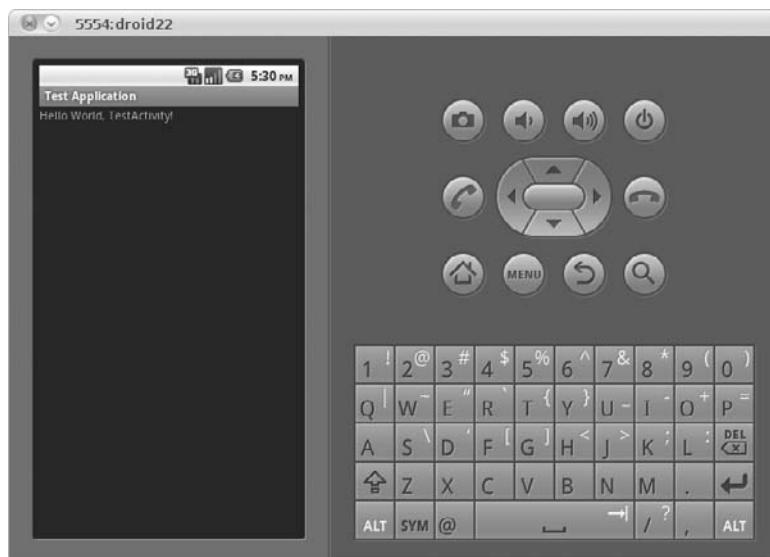 5554:droid22
3G 5:30 PM
Test Application
Hello World, TestActivity!
MENU
1 ! 2 @ 3 # 4 $ 5 % 6 ^ 7 & 8 * 9 ( 0 )
Q | W ~ E " R ` T { Y } U _ I - O + P =
A S \ D ' F [ G ] H < J > K ; L : DEL
Z X C V B N M .
ALT SYM @ / ? , ALT